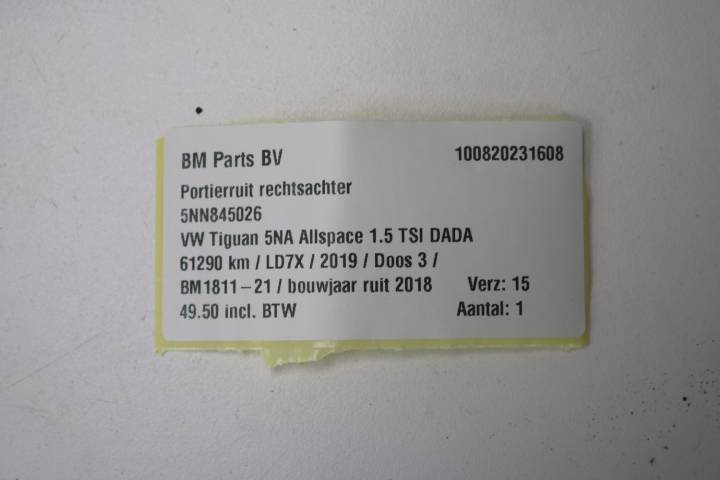 BM Parts BV 100820231608
Portierruit rechtsachter
5NN845026
VW Tiguan 5NA Allspace 1.5 TSI DADA
61290 km / LD7X / 2019 / Doos 3 /
BM1811-21 / bouwjaar ruit 2018 Verz: 15
49.50 incl. BTW Aantal: 1